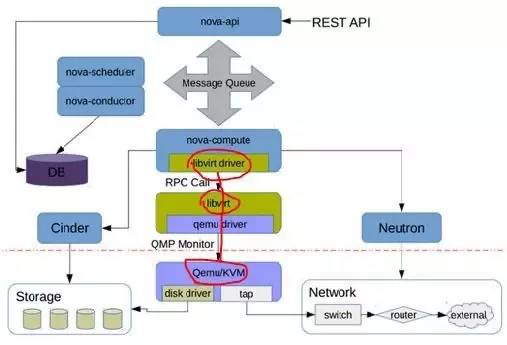 nova-api
REST API
nova-scheduler
nova-conductor
Message Queue
nova-compute
libvirt driver
DB
RPC Call
libvirt
qemu driver
Cinder
Neutron
QMP Monitor
Qemu/KVM
disk driver
tap
Storage
Network
switch
router
external